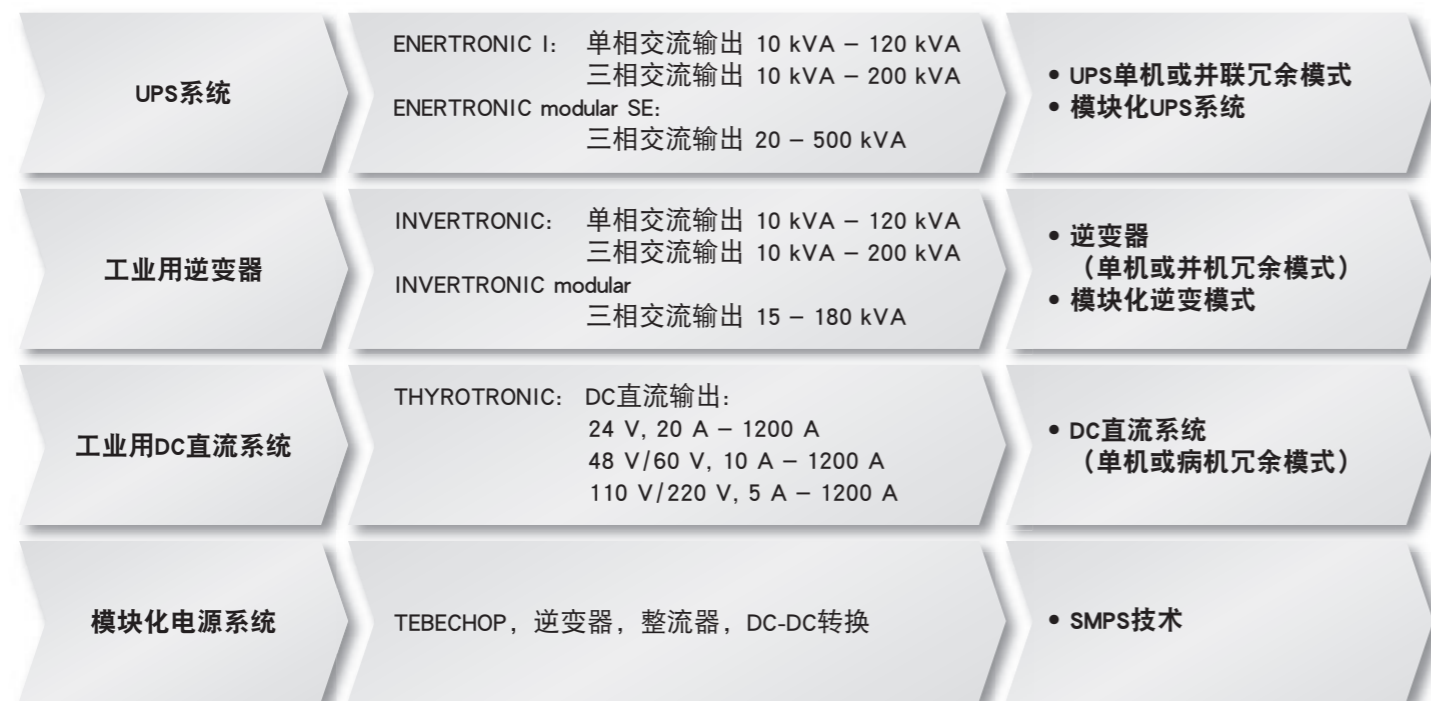 UPS系统
ENERTRONIC I: 单相交流输出 10 kVA – 120 kVA
三相交流输出 10 kVA – 200 kVA
ENERTRONIC modular SE:
三相交流输出 20 – 500 kVA
• UPS单机或并联冗余模式
• 模块化UPS系统
工业用逆变器
INVERTRONIC: 单相交流输出 10 kVA – 120 kVA
三相交流输出 10 kVA – 200 kVA
INVERTRONIC modular
三相交流输出 15 – 180 kVA
• 逆变器
（单机或并机冗余模式）
• 模块化逆变模式
工业用DC直流系统
THYROTRONIC: DC直流输出:
24 V, 20 A – 1200 A
48 V/60 V, 10 A – 1200 A
110 V/220 V, 5 A – 1200 A
• DC直流系统
（单机或病机冗余模式）
模块化电源系统
TEBECHOP，逆变器，整流器，DC-DC转换
• SMPS技术